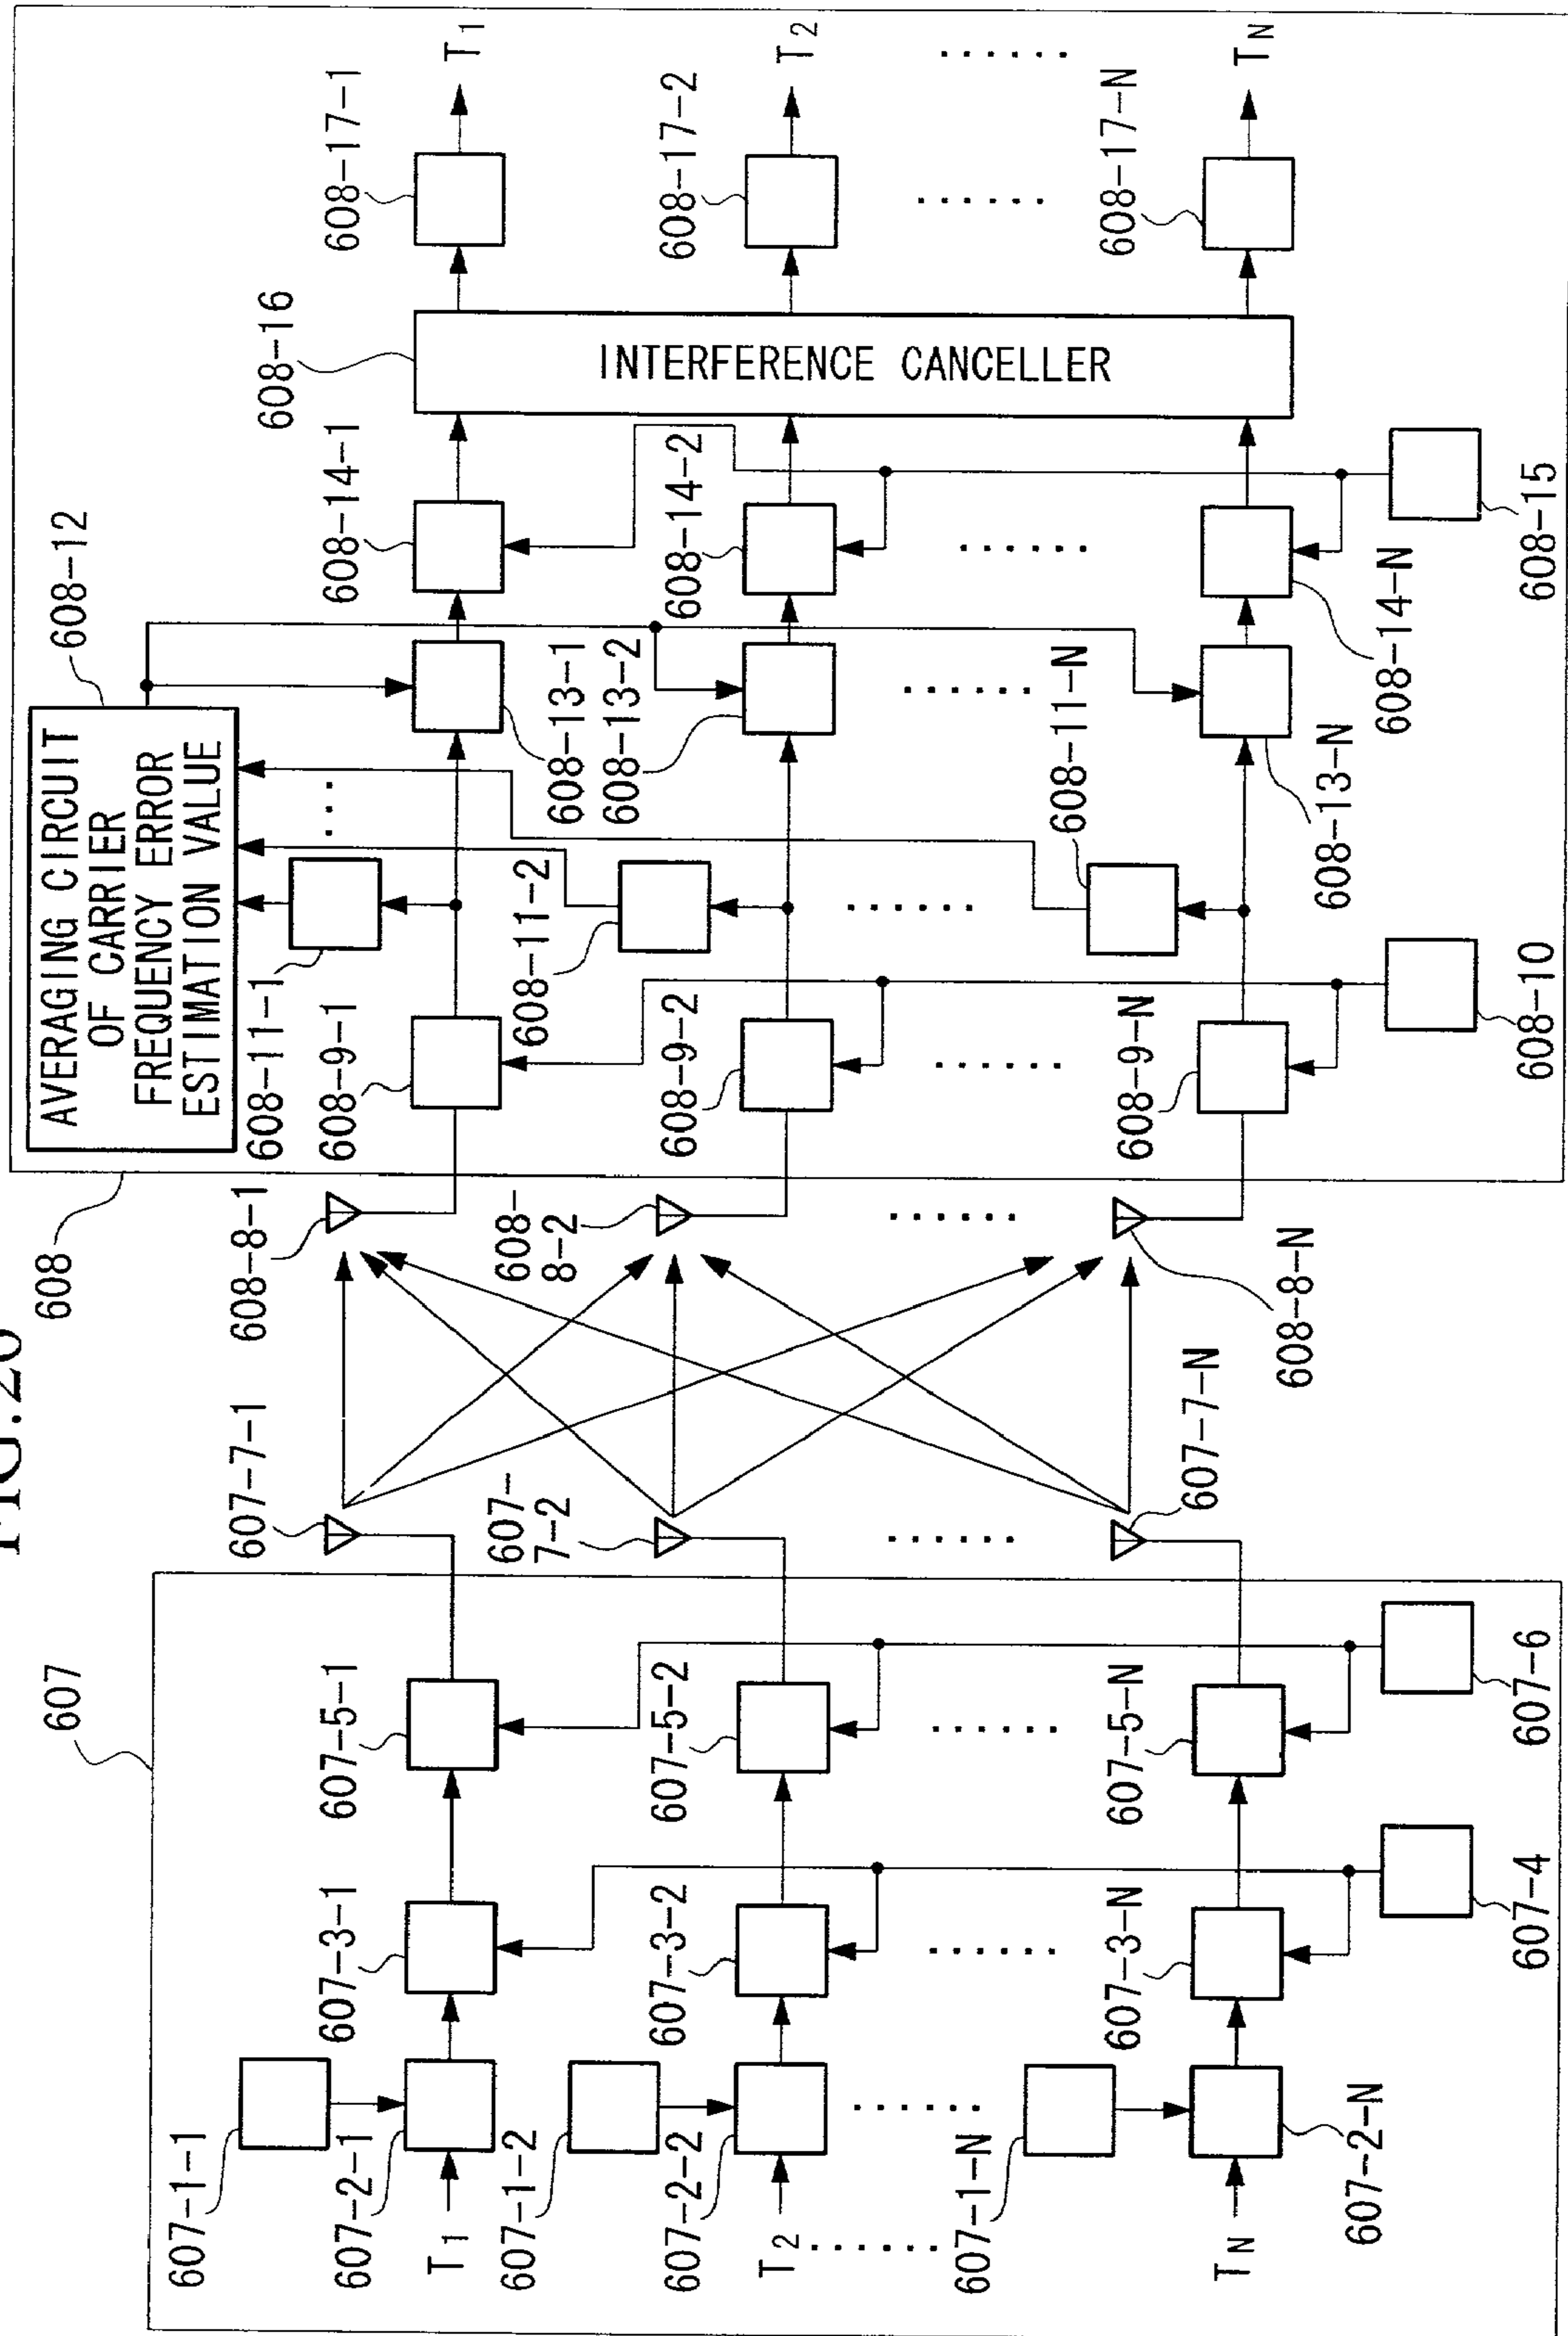 FIG.26
607
607-1-1
607-2-1
T1
607-1-2
607-2-2
T2
607-1-N
TN
607-2-N
607-3-1
607-3-2
607-3-N
607-4
607-5-1
607-5-2
607-5-N
607-6
607-7-1
607-
7-2
607-7-N
608
608-8-1
608-
8-2
608-8-N
AVERAGING CIRCUIT
OF CARRIER
FREQUENCY ERROR
ESTIMATION VALUE
608-12
608-11-1
608-9-1
608-11-2
608-9-2
608-11-N
608-9-N
608-10
608-13-1
608-13-2
608-13-N
608-14-1
608-14-2
608-14-N
608-15
608-16
INTERFERENCE CANCELLER
608-17-1
T1
608-17-2
T2
608-17-N
TN